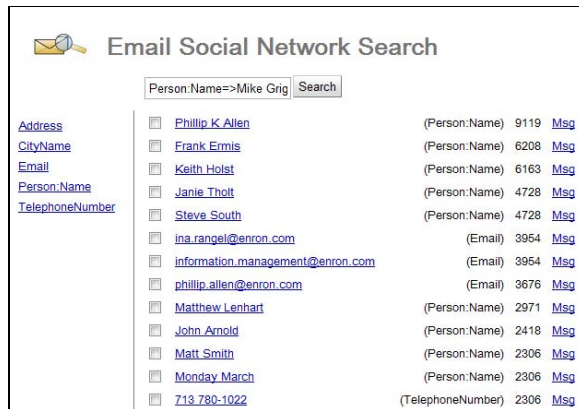 Email Social Network Search
Person:Name=>Mike Grig Search
Address
CityName
Email
Person:Name
TelephoneNumber
Phillip K Allen (Person:Name) 9119 Msg
Frank Ermis (Person:Name) 6208 Msg
Keith Holst (Person:Name) 6163 Msg
Janie Tholt (Person:Name) 4728 Msg
Steve South (Person:Name) 4728 Msg
ina.rangel@enron.com (Email) 3954 Msg
information.management@enron.com (Email) 3954 Msg
phillip.allen@enron.com (Email) 3676 Msg
Matthew Lenhart (Person:Name) 2971 Msg
John Arnold (Person:Name) 2418 Msg
Matt Smith (Person:Name) 2306 Msg
Monday March (Person:Name) 2306 Msg
713 780-1022 (TelephoneNumber) 2306 Msg